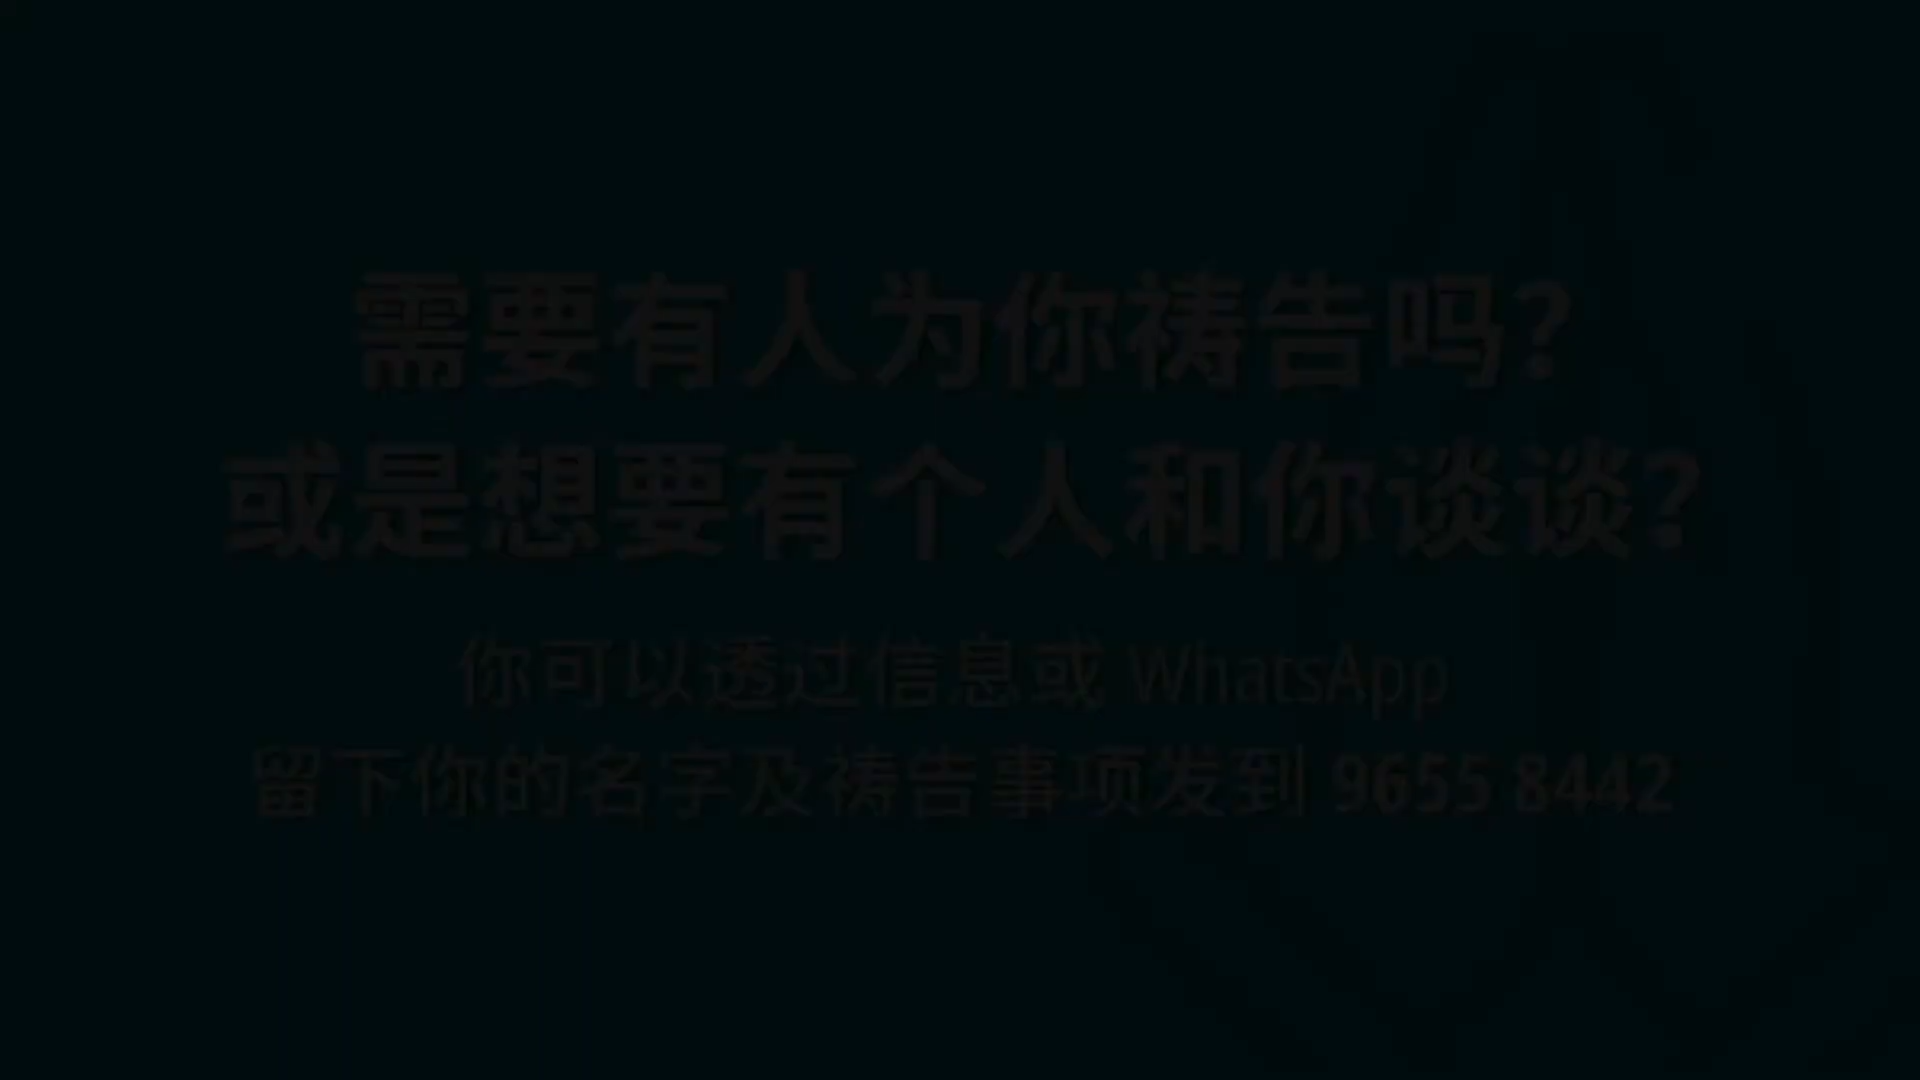 需要有人为你祷告吗?
或是想要有个人和你谈谈?
你可以透过信息或 WhatsApp
留下你的名字及祷告事项发到 9655 8442